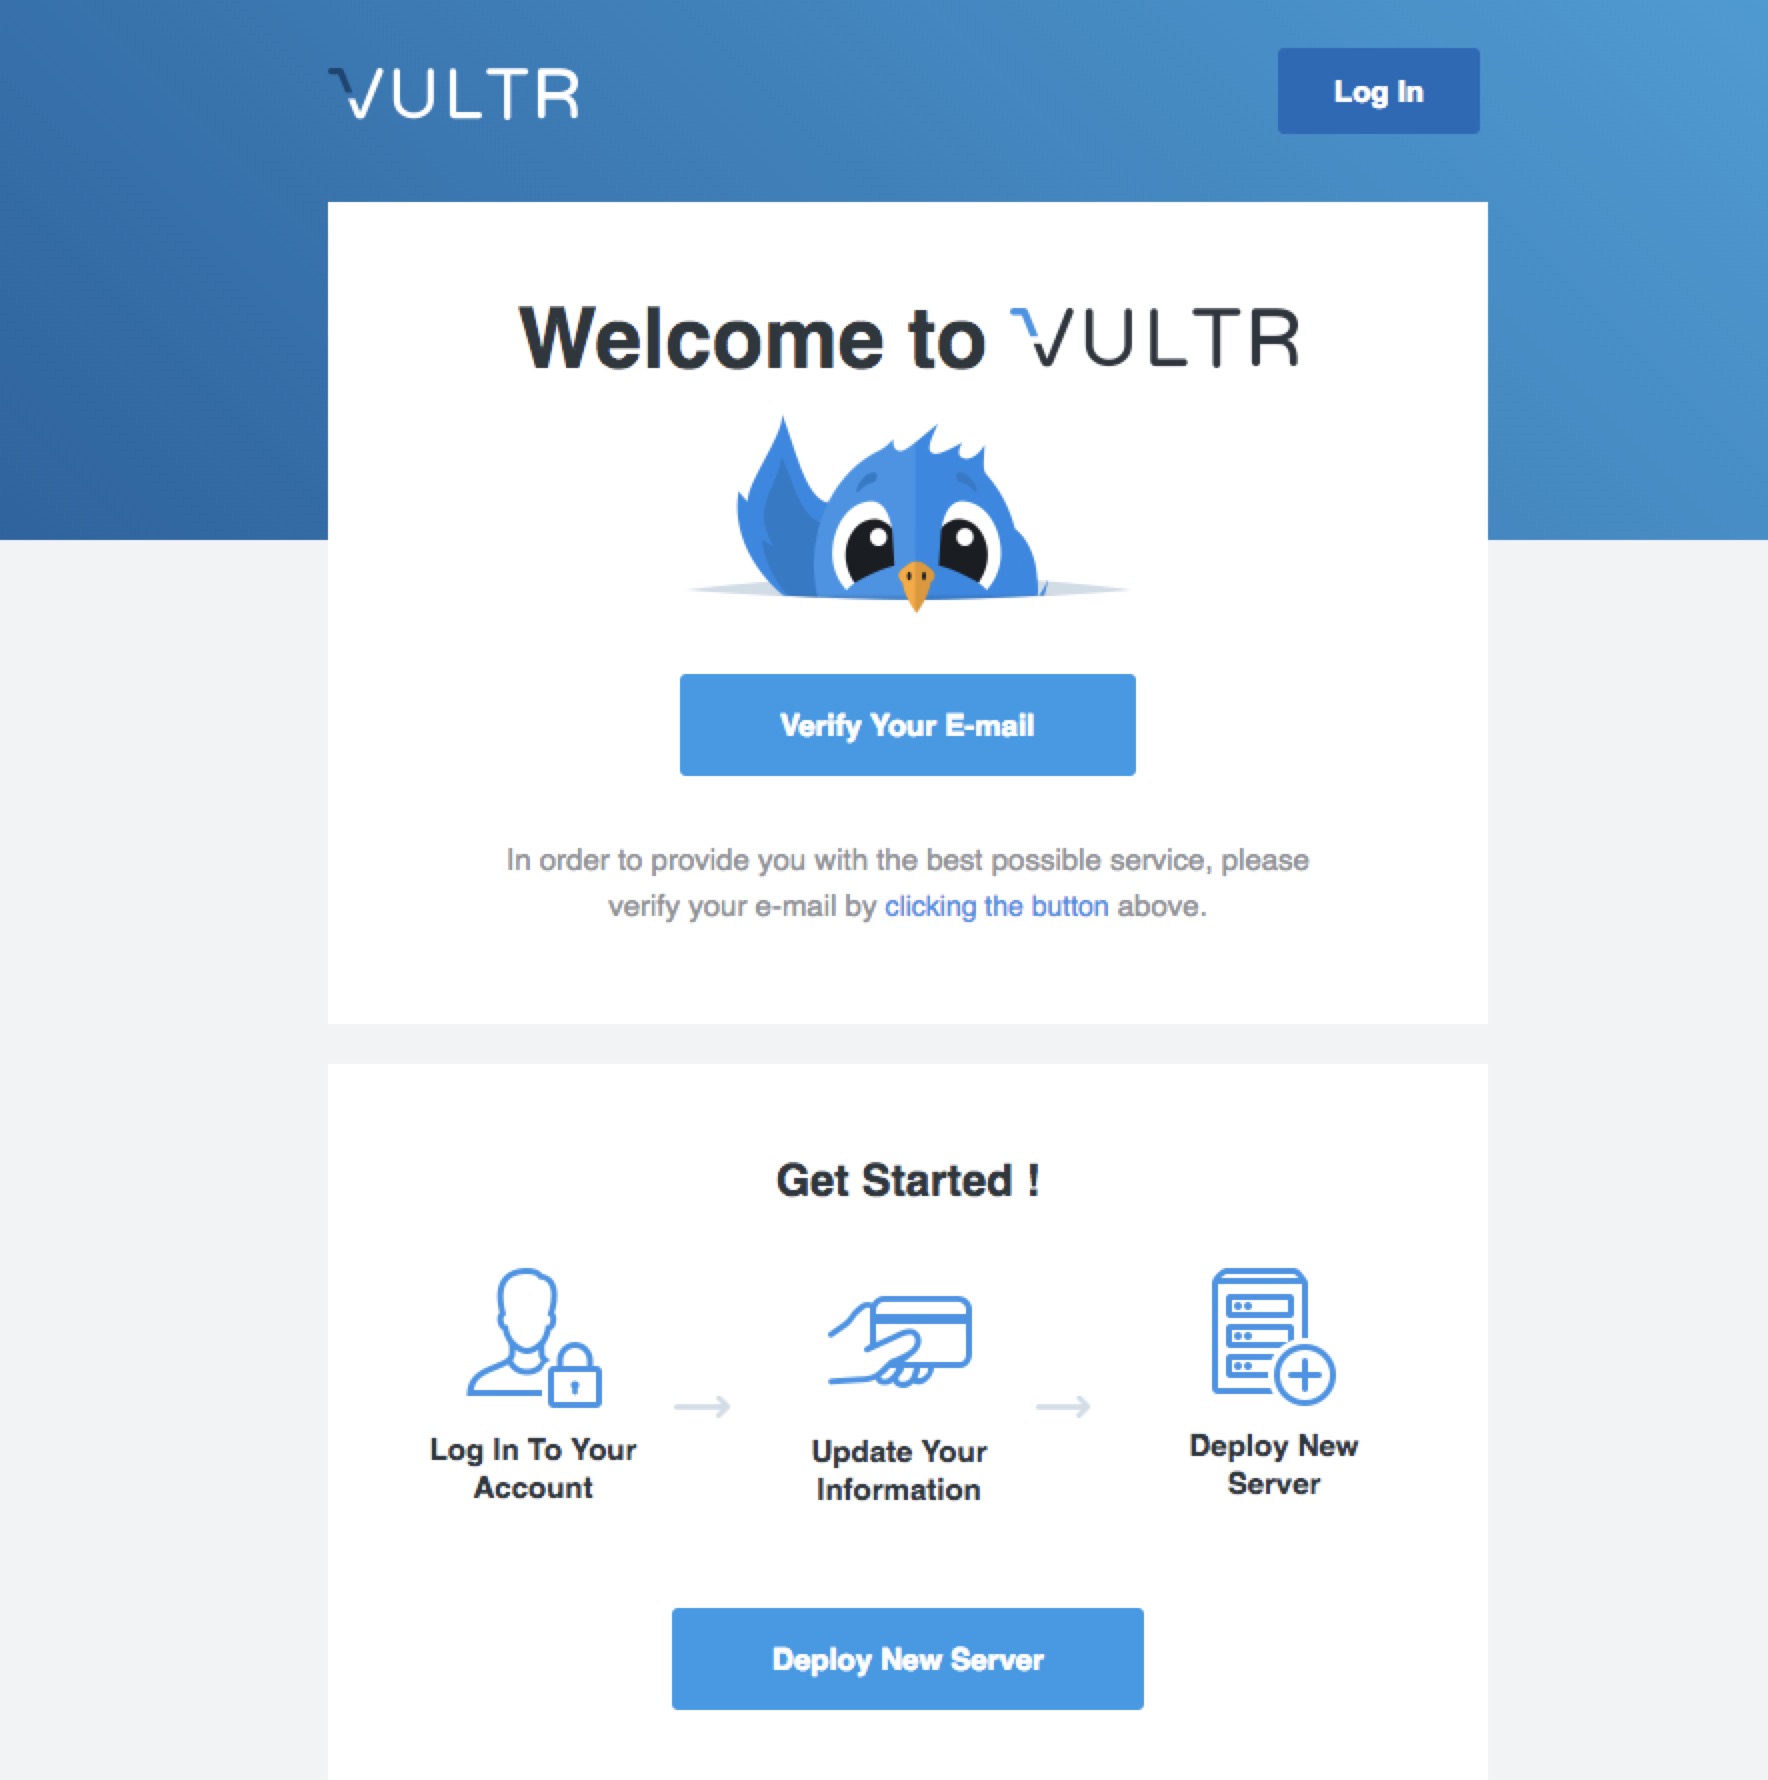 VULTR
Log In
Welcome to VULTR
Verify Your E-mail
In order to provide you with the best possible service, please
verify your e-mail by clicking the button above.
Get Started !
Log In To Your
Account
Update Your
Information
Deploy New
Server
Deploy New Server